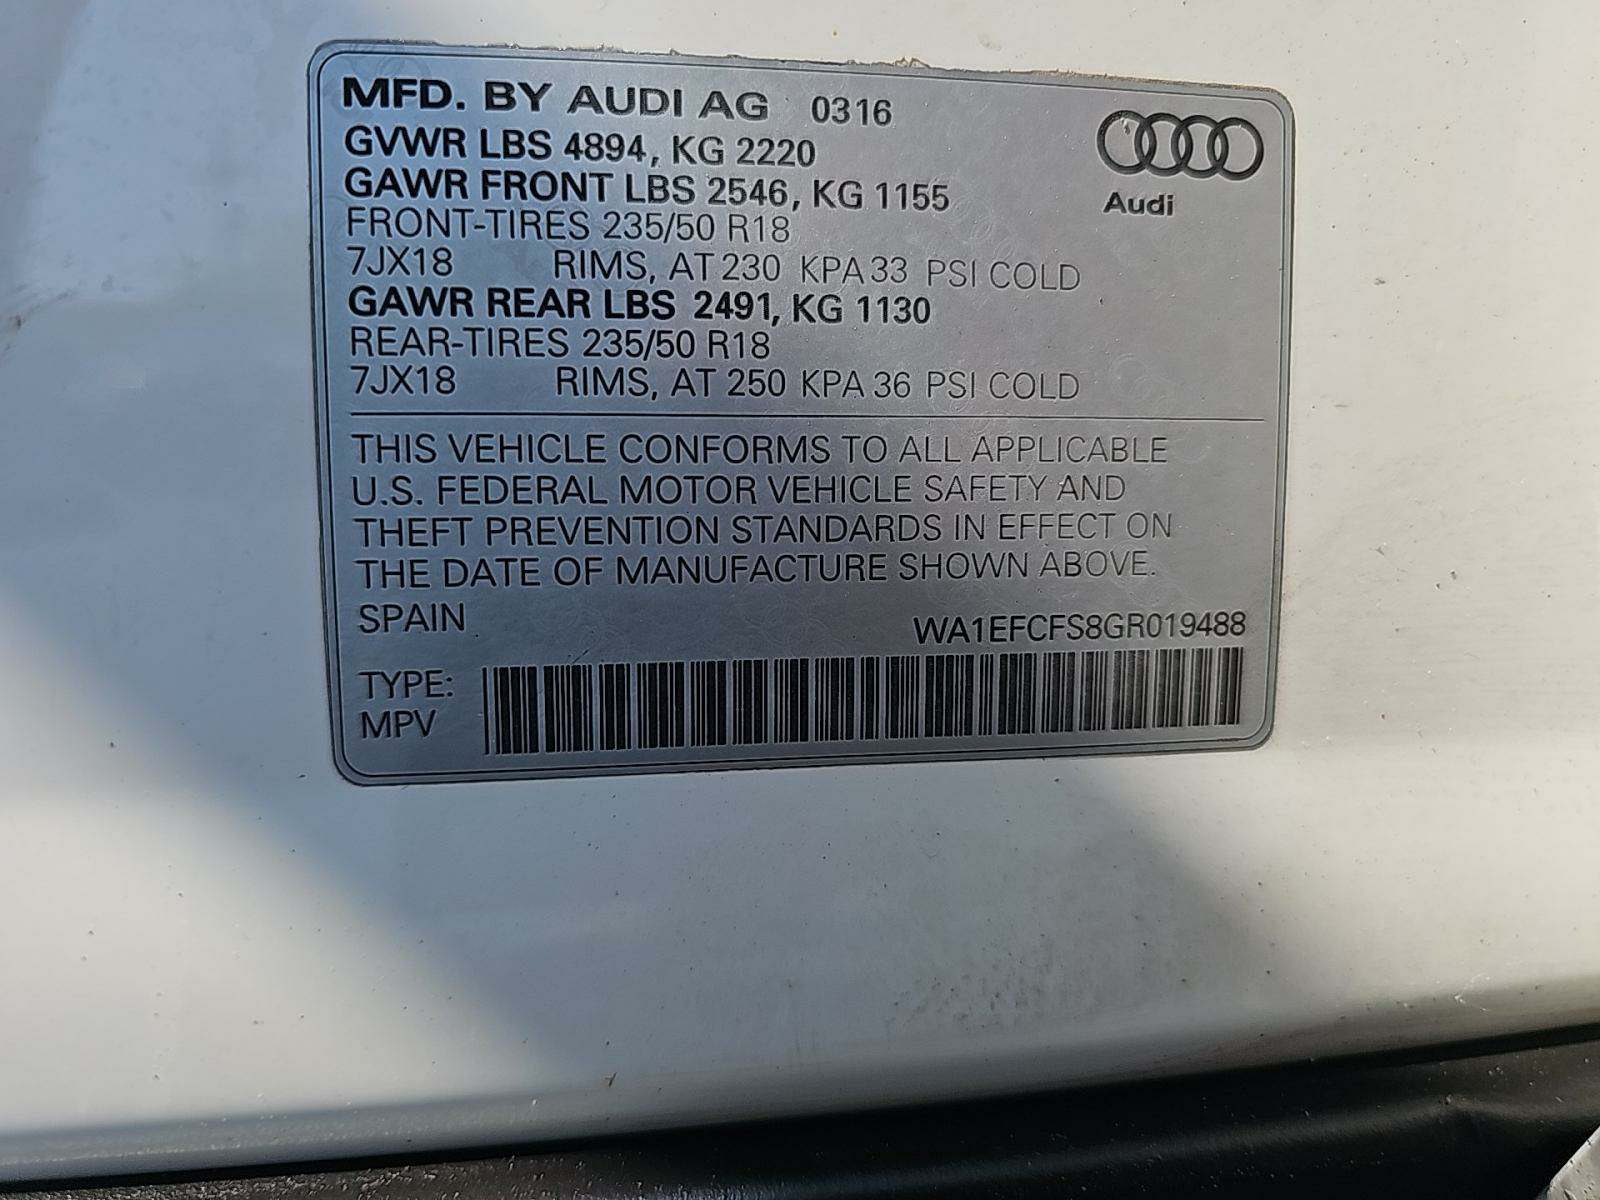 MFD. BY AUDI AG 0316
GVWR LBS 4894, KG 2220
GAWR FRONT LBS 2546, KG 1155
Audi
FRONT-TIRES 235/50 R18
7JX18 RIMS, AT 230 KPA 33 PSI COLD
GAWR REAR LBS 2491, KG 1130
REAR-TIRES 235/50 R18
7JX18 RIMS, AT 250 KPA 36 PSI COLD
THIS VEHICLE CONFORMS TO ALL APPLICABLE
U.S. FEDERAL MOTOR VEHICLE SAFETY AND
THEFT PREVENTION STANDARDS IN EFFECT ON
THE DATE OF MANUFACTURE SHOWN ABOVE.
SPAIN WA1EFCFS8GR019488
TYPE:
MPV